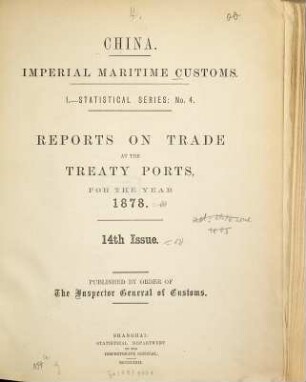 CHINA.
IMPERIAL MARITIME CUSTOMS.
I.—STATISTICAL SERIES: No. 4.
REPORTS ON TRADE
AT THE
TREATY PORTS,
FOR THE YEAR
1878.
14th Issue.
PUBLISHED BY ORDER OF
The Inspector General of Customs.
SHANGHAI:
STATISTICAL DEPARTMENT
OF THE
INSPECTORATE GENERAL.